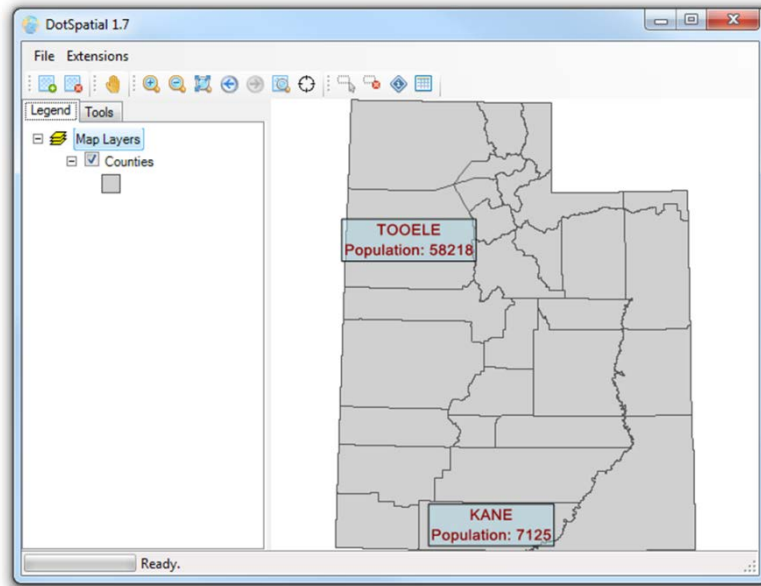 DotSpatial 1.7
File Extensions
Legend Tools
Map Layers
Counties
TOOELE
Population: 58218
KANE
Population: 7125
Ready.